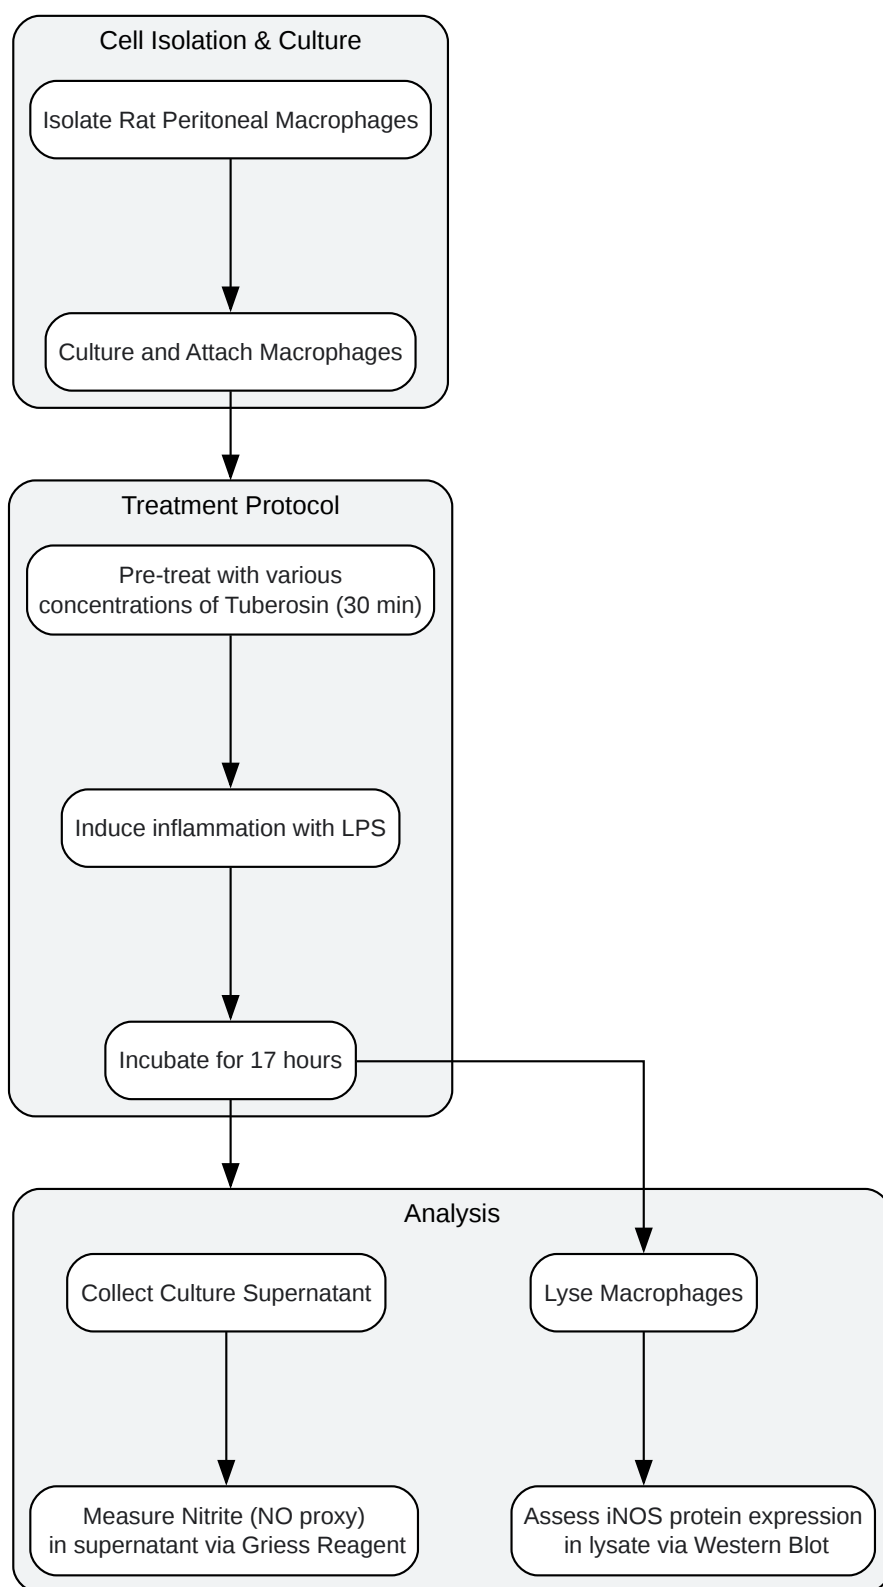 Cell Isolation & Culture
Isolate Rat Peritoneal Macrophages
Culture and Attach Macrophages
Treatment Protocol
Pre-treat with various
concentrations of Tuberosin (30 min)
Induce inflammation with LPS
Incubate for 17 hours
Analysis
Collect Culture Supernatant
Lyse Macrophages
Measure Nitrite (NO proxy)
in supernatant via Griess Reagent
Assess iNOS protein expression
in lysate via Western Blot